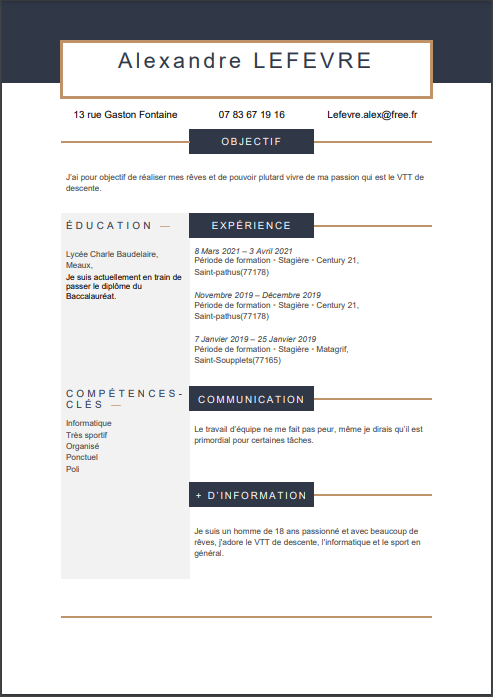 Alexandre LEFEVRE
13 rue Gaston Fontaine 07 83 67 19 16 Lefevre.alex@free.fr
OBJECTIF
J'ai pour objectif de réaliser mes rêves et de pouvoir plutard vivre de ma passion qui est le VTT de
descente.
ÉDUCATION —
Lycée Charle Baudelaire,
Meaux,
Je suis actuellement en train de
passer le diplôme du
Baccalauréat.
EXPÉRIENCE
8 Mars 2021 – 3 Avril 2021
Période de formation • Stagière • Century 21,
Saint-pathus(77178)
Novembre 2019 – Décembre 2019
Période de formation • Stagière • Century 21,
Saint-pathus(77178)
7 Janvier 2019 – 25 Janvier 2019
Période de formation • Stagière • Matagrif,
Saint-Soupplets(77165)
COMPÉTENCES-
CLÉS —
Informatique
Très sportif
Organisé
Ponctuel
Poli
COMMUNICATION
Le travail d'équipe ne me fait pas peur, même je dirais qu'il est
primordial pour certaines tâches.
+ D'INFORMATION
Je suis un homme de 18 ans passionné et avec beaucoup de
rêves, j'adore le VTT de descente, l'informatique et le sport en
général.